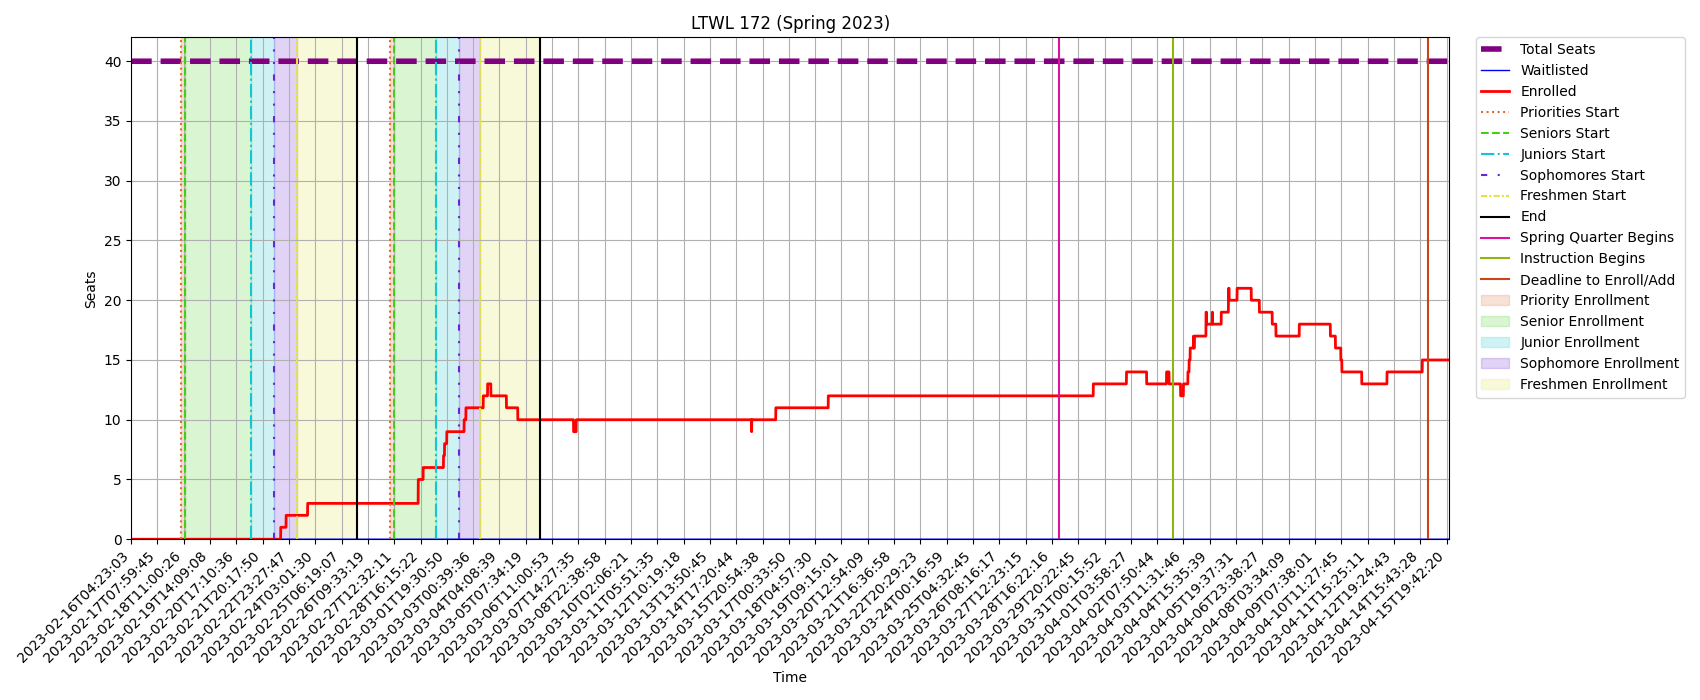 LTWL 172 (Spring 2023)
Seats
40
35
30
25
20
15
10
5
0
2023-02-16T04:23:03
2023-02-17T07:59:45
2023-02-18T11:00:26
2023-02-19T14:09:08
2023-02-20T17:10:36
2023-02-21T20:17:50
2023-02-22T23:27:47
2023-02-24T03:01:30
2023-02-25T06:19:07
2023-02-26T09:33:19
2023-02-27T12:32:11
2023-02-28T16:15:22
2023-03-01T19:30:50
2023-03-03T00:39:36
2023-03-04T04:08:39
2023-03-05T07:34:19
2023-03-06T11:00:53
2023-03-07T14:27:35
2023-03-08T22:38:58
2023-03-10T02:06:21
2023-03-11T05:51:35
2023-03-12T10:19:18
2023-03-13T13:50:45
2023-03-14T17:20:44
2023-03-15T20:54:38
2023-03-17T00:33:50
2023-03-18T04:57:30
2023-03-19T09:15:01
2023-03-20T12:54:09
2023-03-21T16:36:58
2023-03-22T20:29:23
2023-03-24T00:16:59
2023-03-25T04:32:45
2023-03-26T08:16:17
2023-03-27T12:23:15
2023-03-28T16:22:16
2023-03-29T20:22:45
2023-03-31T00:15:52
2023-04-01T03:58:27
2023-04-02T07:50:44
2023-04-03T11:31:46
2023-04-04T15:35:39
2023-04-05T19:37:31
2023-04-06T23:38:27
2023-04-08T03:34:09
2023-04-09T07:38:01
2023-04-10T11:27:45
2023-04-11T15:25:11
2023-04-12T19:24:43
2023-04-14T15:43:28
2023-04-15T19:42:20
Time
Total Seats
Waitlisted
Enrolled
Priorities Start
Seniors Start
Juniors Start
Sophomores Start
Freshmen Start
End
Spring Quarter Begins
Instruction Begins
Deadline to Enroll/Add
Priority Enrollment
Senior Enrollment
Junior Enrollment
Sophomore Enrollment
Freshmen Enrollment